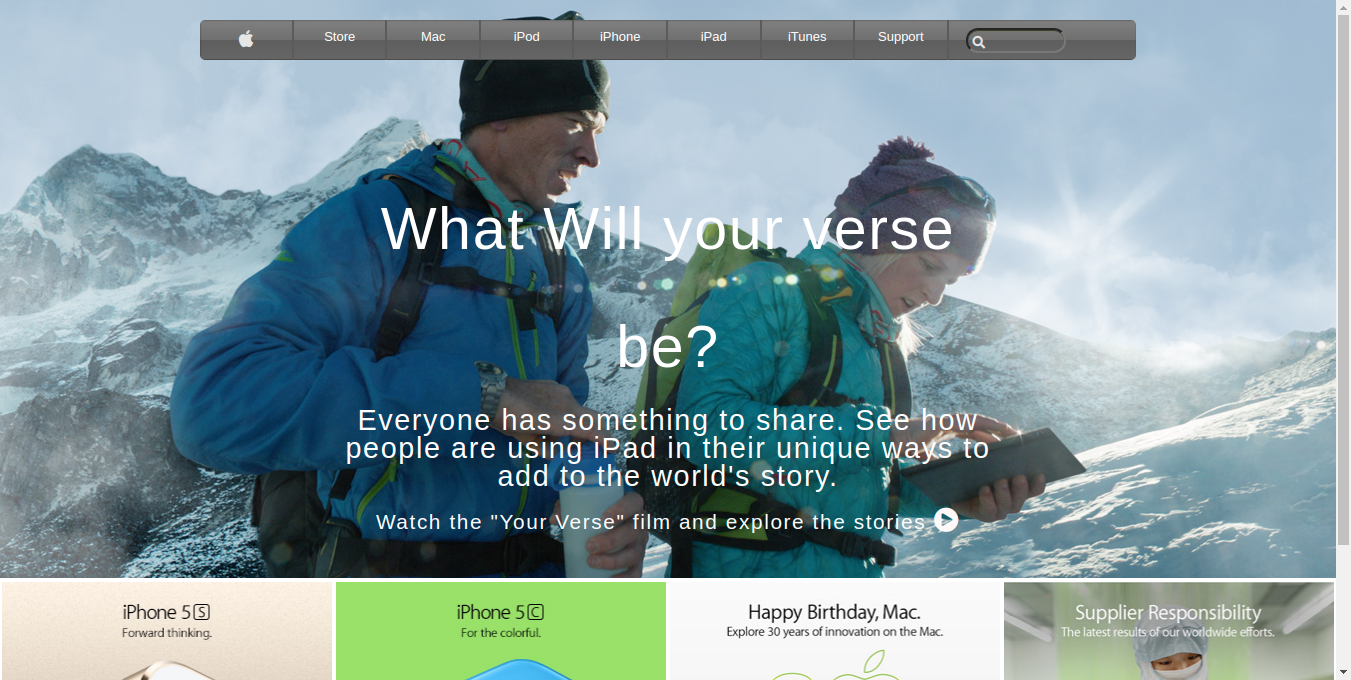 Store Mac iPod iPhone iPad iTunes Support
What Will your verse
be?
Everyone has something to share. See how
people are using iPad in their unique ways to
add to the world's story.
Watch the "Your Verse" film and explore the stories
iPhone 5S
Forward thinking.
iPhone 5C
For the colorful.
Happy Birthday, Mac.
Explore 30 years of innovation on the Mac.
Supplier Responsibility
The latest results of our worldwide efforts.